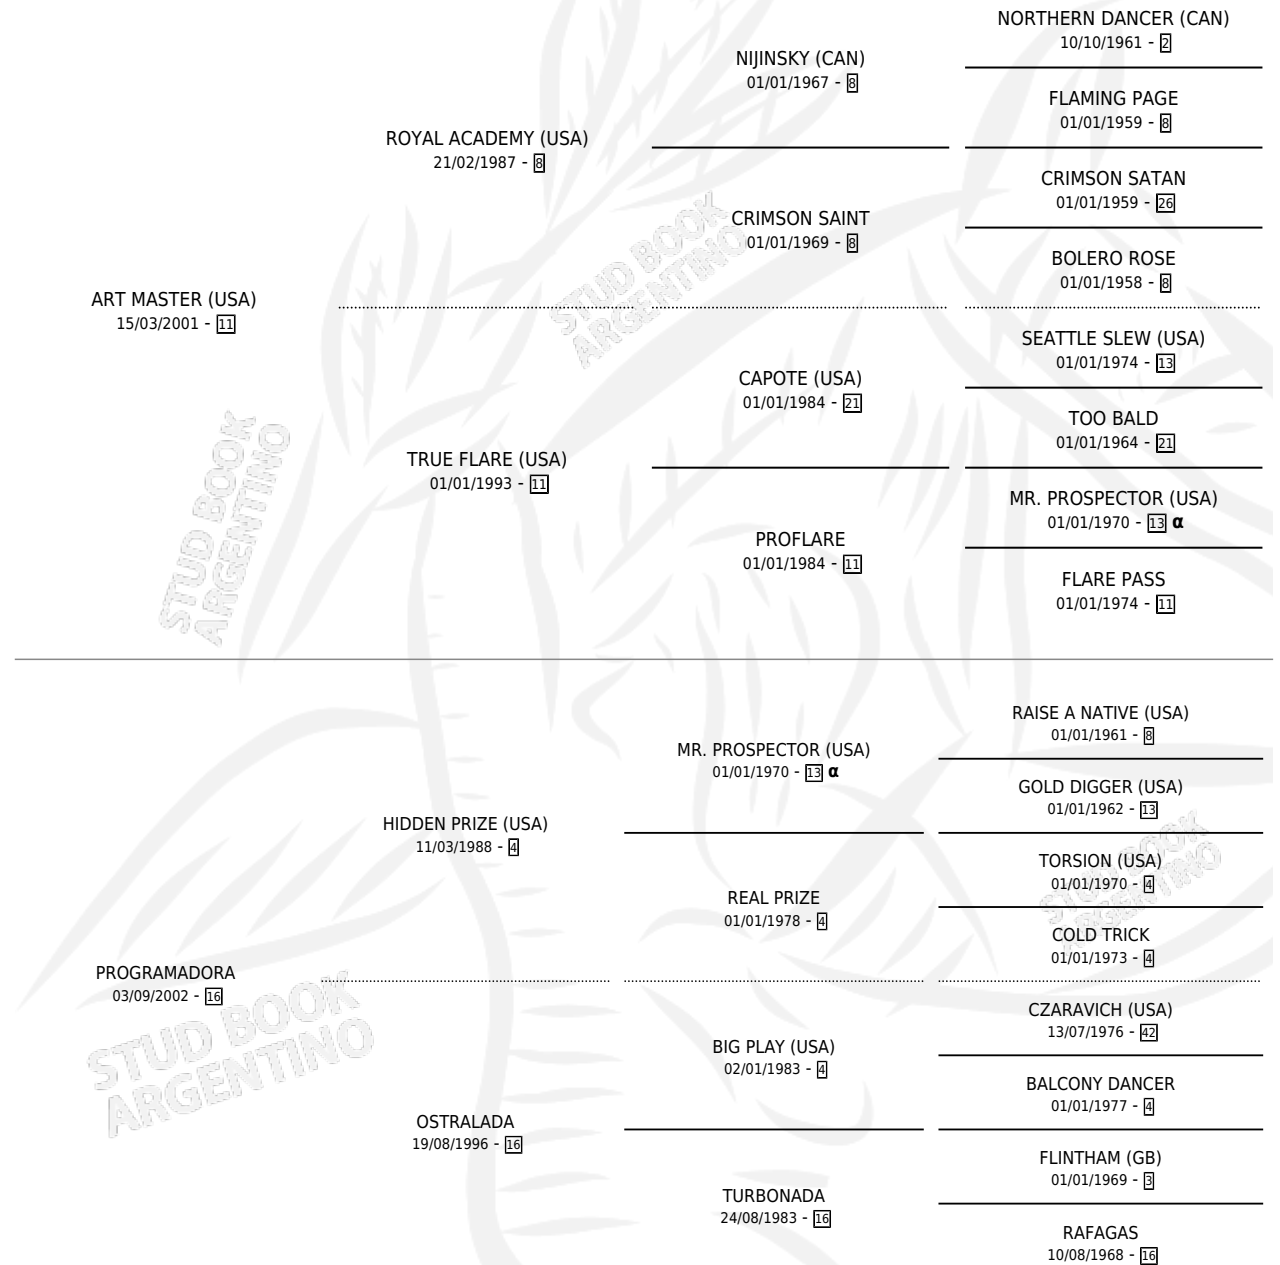 NORTHERN DANCER (CAN)
10/10/1961 - 2
NIJINSKY (CAN)
01/01/1967 - 8
FLAMING PAGE
01/01/1959 - 8
ROYAL ACADEMY (USA)
21/02/1987 - 8
CRIMSON SATAN
01/01/1959 - 26
CRIMSON SAINT
01/01/1969 - 8
BOLERO ROSE
01/01/1958 - 8
STUD BOOK
ARGENTINO
ART MASTER (USA)
15/03/2001 - 11
SEATTLE SLEW (USA)
01/01/1974 - 13
CAPOTE (USA)
01/01/1984 - 21
TOO BALD
01/01/1964 - 21
TRUE FLARE (USA)
01/01/1993 - 11
MR. PROSPECTOR (USA)
01/01/1970 - 13 α
PROFLARE
01/01/1984 - 11
FLARE PASS
01/01/1974 - 11
STUD BOOK
ARGENTINO
RAISE A NATIVE (USA)
01/01/1961 - 8
MR. PROSPECTOR (USA)
01/01/1970 - 13 α
GOLD DIGGER (USA)
01/01/1962 - 13
HIDDEN PRIZE (USA)
11/03/1988 - 4
TORSION (USA)
01/01/1970 - 4
REAL PRIZE
01/01/1978 - 4
COLD TRICK
01/01/1973 - 4
STUD BOOK
ARGENTINO
PROGRAMADORA
03/09/2002 - 16
CZARAVICH (USA)
13/07/1976 - 42
BIG PLAY (USA)
02/01/1983 - 4
BALCONY DANCER
01/01/1977 - 4
OSTRALADA
19/08/1996 - 16
FLINTHAM (GB)
01/01/1969 - 3
TURBONADA
24/08/1983 - 16
RAFAGAS
10/08/1968 - 16
STUD BOOK
ARGENTINO